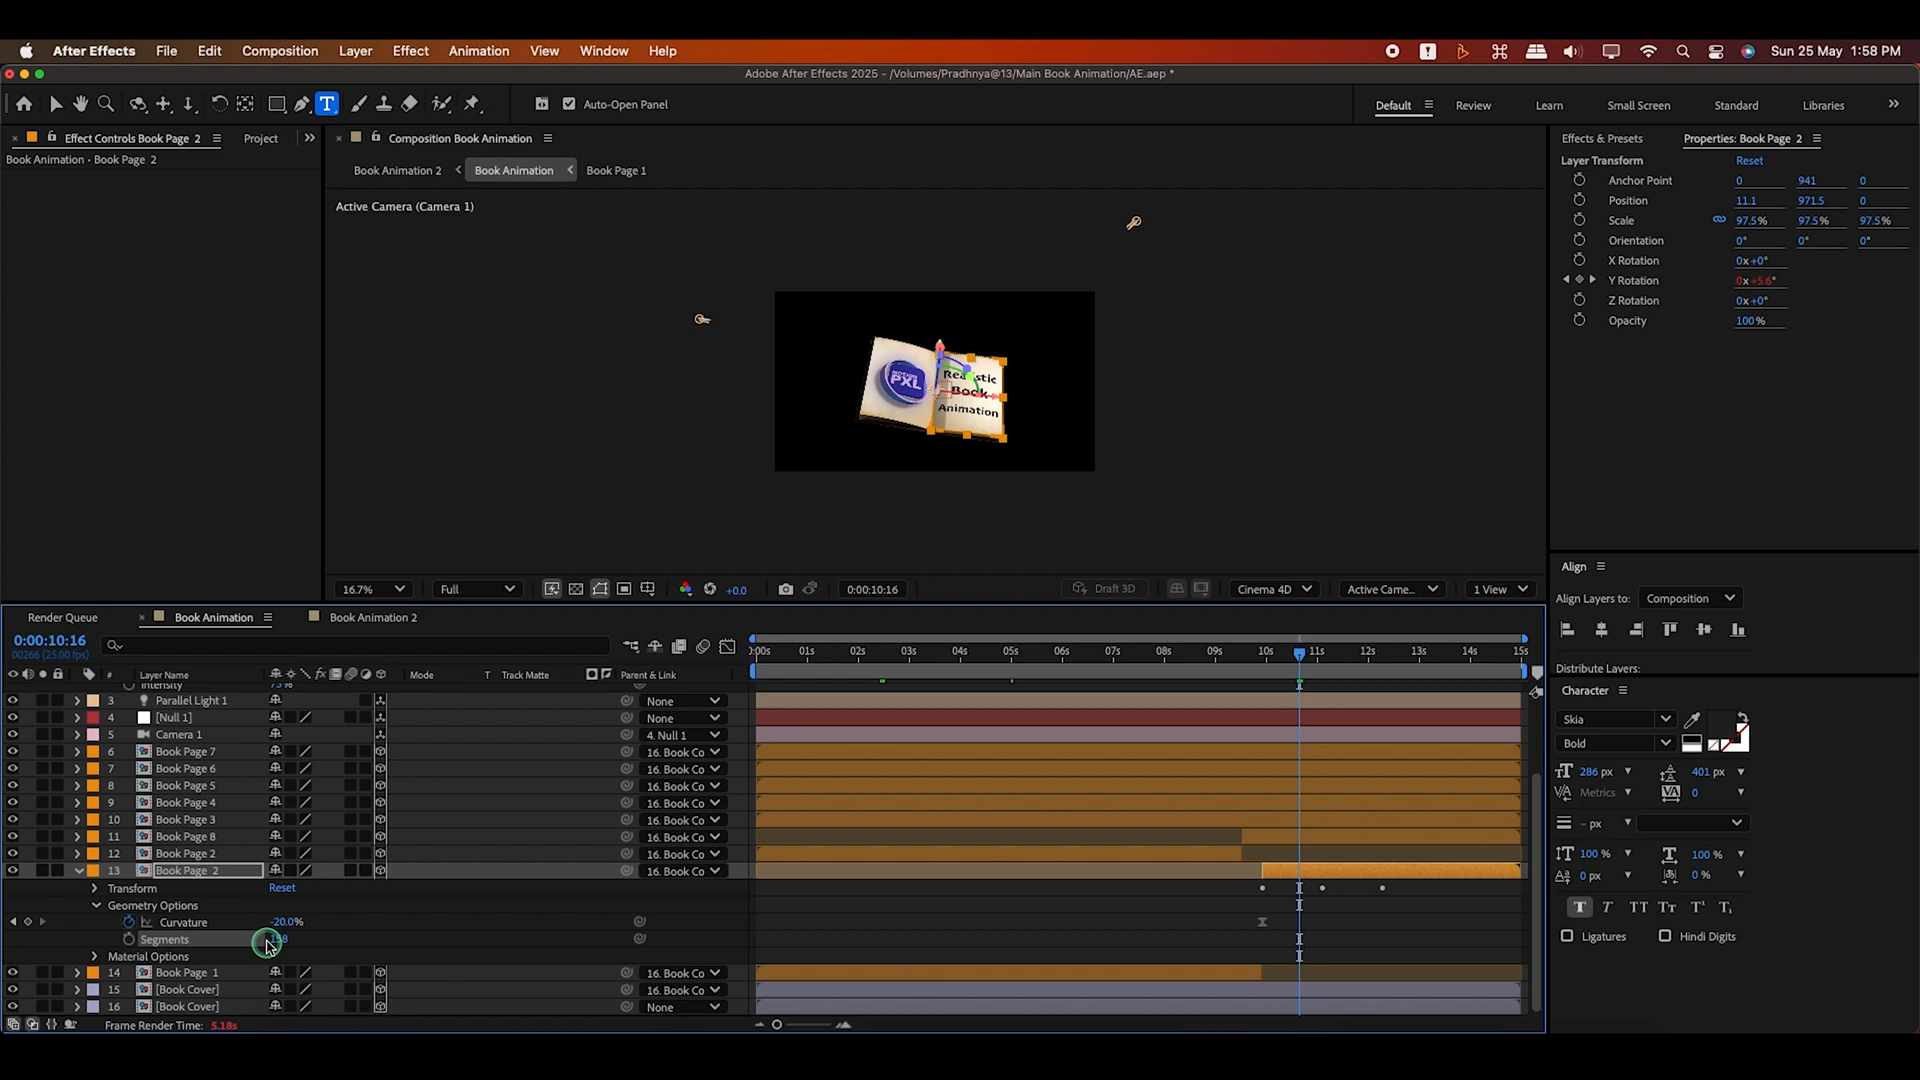 After Effects File Edit Composition Layer Effect Animation View Window Help Sun 25 May 1:58 PM
Adobe After Effects 2025 - /Volumes/Pradhnya@13/Main Book Animation/AE.aep *
T Auto-Open Panel Default Review Learn Small Screen Standard Libraries
Effect Controls Book Page 2 Project Composition Book Animation Effects & Presets Properties: Book Page 2
Book Animation • Book Page 2
Book Animation 2 Book Animation Book Page 1
Active Camera (Camera 1)
Layer Transform Reset
Anchor Point 0 941 0
Position 11.1 971.5 0
Scale 97.5% 97.5% 97.5%
Orientation 0° 0° 0°
X Rotation 0x+0°
Y Rotation 0x+5.6°
Z Rotation 0x+0°
Opacity 100%
MOTION
PXL
Realistic
Book
Animation
16.7% Full +0.0 0:00:10:16 Draft 3D Cinema 4D Active Came... 1 View
Align
Align Layers to: Composition
Distribute Layers:
Render Queue Book Animation Book Animation 2
0:00:10:16
00266 (25.00 fps)
:00s 01s 02s 03s 04s 05s 06s 07s 08s 09s 10s 11s 12s 13s 14s 15s
# Layer Name Mode T Track Matte Parent & Link
Intensity 75%
3 Parallel Light 1 None
4 [Null 1] None
5 Camera 1 4. Null 1
6 Book Page 7 16. Book Co
7 Book Page 6 16. Book Co
8 Book Page 5 16. Book Co
9 Book Page 4 16. Book Co
10 Book Page 3 16. Book Co
11 Book Page 8 16. Book Co
12 Book Page 2 16. Book Co
13 Book Page 2 16. Book Co
Transform Reset
Geometry Options
Curvature -20.0%
Segments
Material Options
14 Book Page 1 16. Book Co
15 [Book Cover] 16. Book Co
16 [Book Cover] None
Frame Render Time: 5.18s
Character
Skia
Bold
286 px 401 px
Metrics 0
- px
100 % 100 %
0 px 0 %
T T TT Tт T¹ T₁
Ligatures Hindi Digits